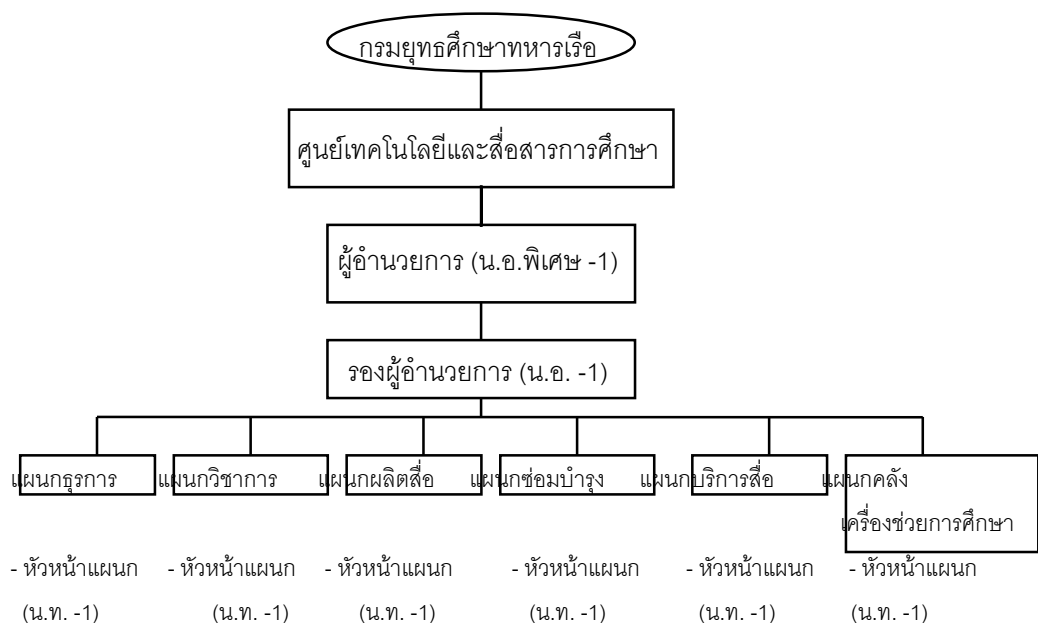 กรมยุทธศึกษาทหารเรือ
ศูนย์เทคโนโลยีและสื่อสารการศึกษา
ผู้อำนวยการ (น.อ.พิเศษ -1)
รองผู้อำนวยการ (น.อ. -1)
แผนกธุรการ แผนกวิชาการ แผนกผลิตสื่อ แผนกซ่อมบำรุง แผนกบริการสื่อ แผนกคลัง
เครื่องช่วยการศึกษา
- หัวหน้าแผนก - หัวหน้าแผนก - หัวหน้าแผนก - หัวหน้าแผนก - หัวหน้าแผนก - หัวหน้าแผนก
(น.ท. -1) (น.ท. -1) (น.ท. -1) (น.ท. -1) (น.ท. -1) (น.ท. -1)